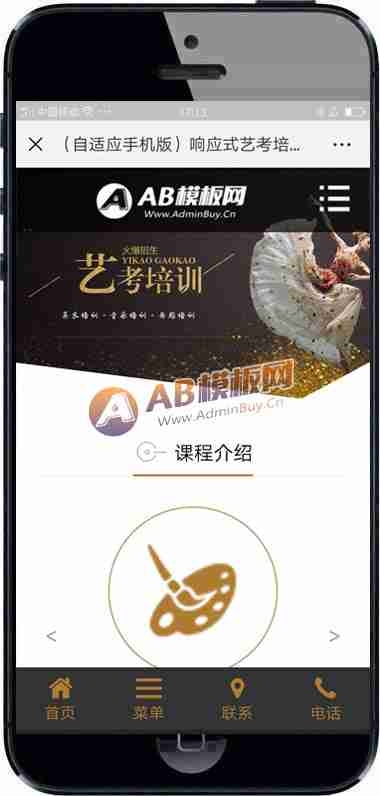 中国移动
17:13
（自适应手机版）响应式艺考培...
AB模板网
Www.AdminBuy.Cn
火爆招生
YIKAO GAOKAO
艺考培训
美术培训·音乐培训·舞蹈培训
AB模板网
www.AdminBuy.Cn
课程介绍
< >
首页 菜单 联系 电话